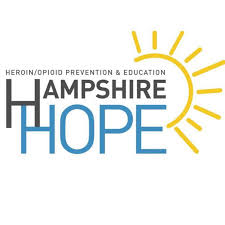 HEROIN/OPIOID PREVENTION & EDUCATION
HAMPSHIRE
HOPE